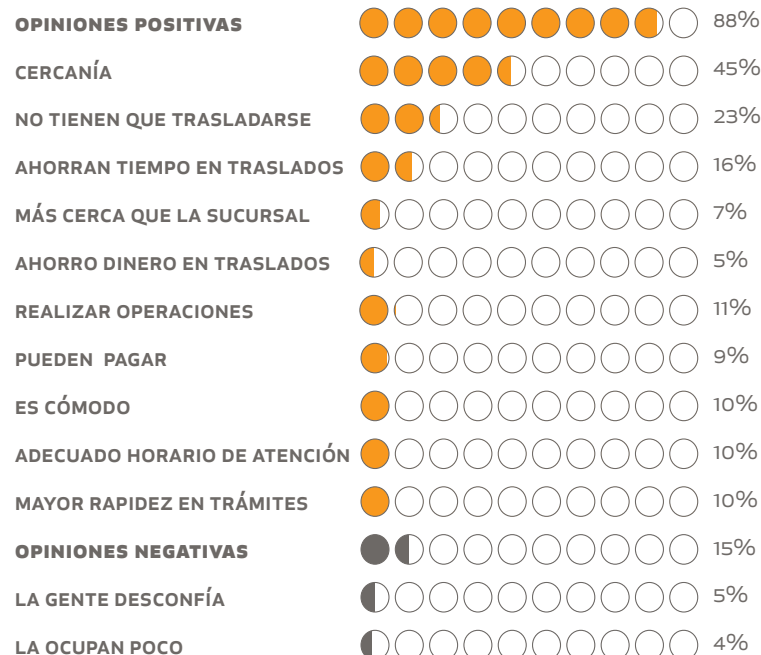 OPINIONES POSITIVAS 88%
CERCANÍA 45%
NO TIENEN QUE TRASLADARSE 23%
AHORRAN TIEMPO EN TRASLADOS 16%
MÁS CERCA QUE LA SUCURSAL 7%
AHORRO DINERO EN TRASLADOS 5%
REALIZAR OPERACIONES 11%
PUEDEN PAGAR 9%
ES CÓMODO 10%
ADECUADO HORARIO DE ATENCIÓN 10%
MAYOR RAPIDEZ EN TRÁMITES 10%
OPINIONES NEGATIVAS 15%
LA GENTE DESCONFÍA 5%
LA OCUPAN POCO 4%